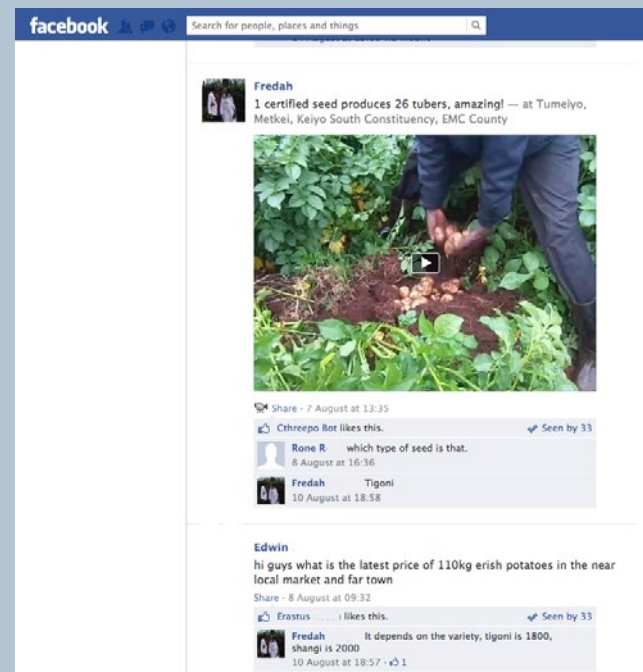 facebook
Search for people, places and things
Fredah
1 certified seed produces 26 tubers, amazing! — at Tumeiyo,
Metkei, Keiyo South Constituency, EMC County
Share · 7 August at 13:35
Cthreepo Bot likes this.
Seen by 33
Rone R which type of seed is that.
8 August at 16:36
Fredah Tigoni
10 August at 18:58
Edwin
hi guys what is the latest price of 110kg erish potatoes in the near
local market and far town
Share · 8 August at 09:32
Erastus likes this.
Seen by 33
Fredah It depends on the variety, tigoni is 1800,
shangi is 2000
10 August at 18:57 · 1